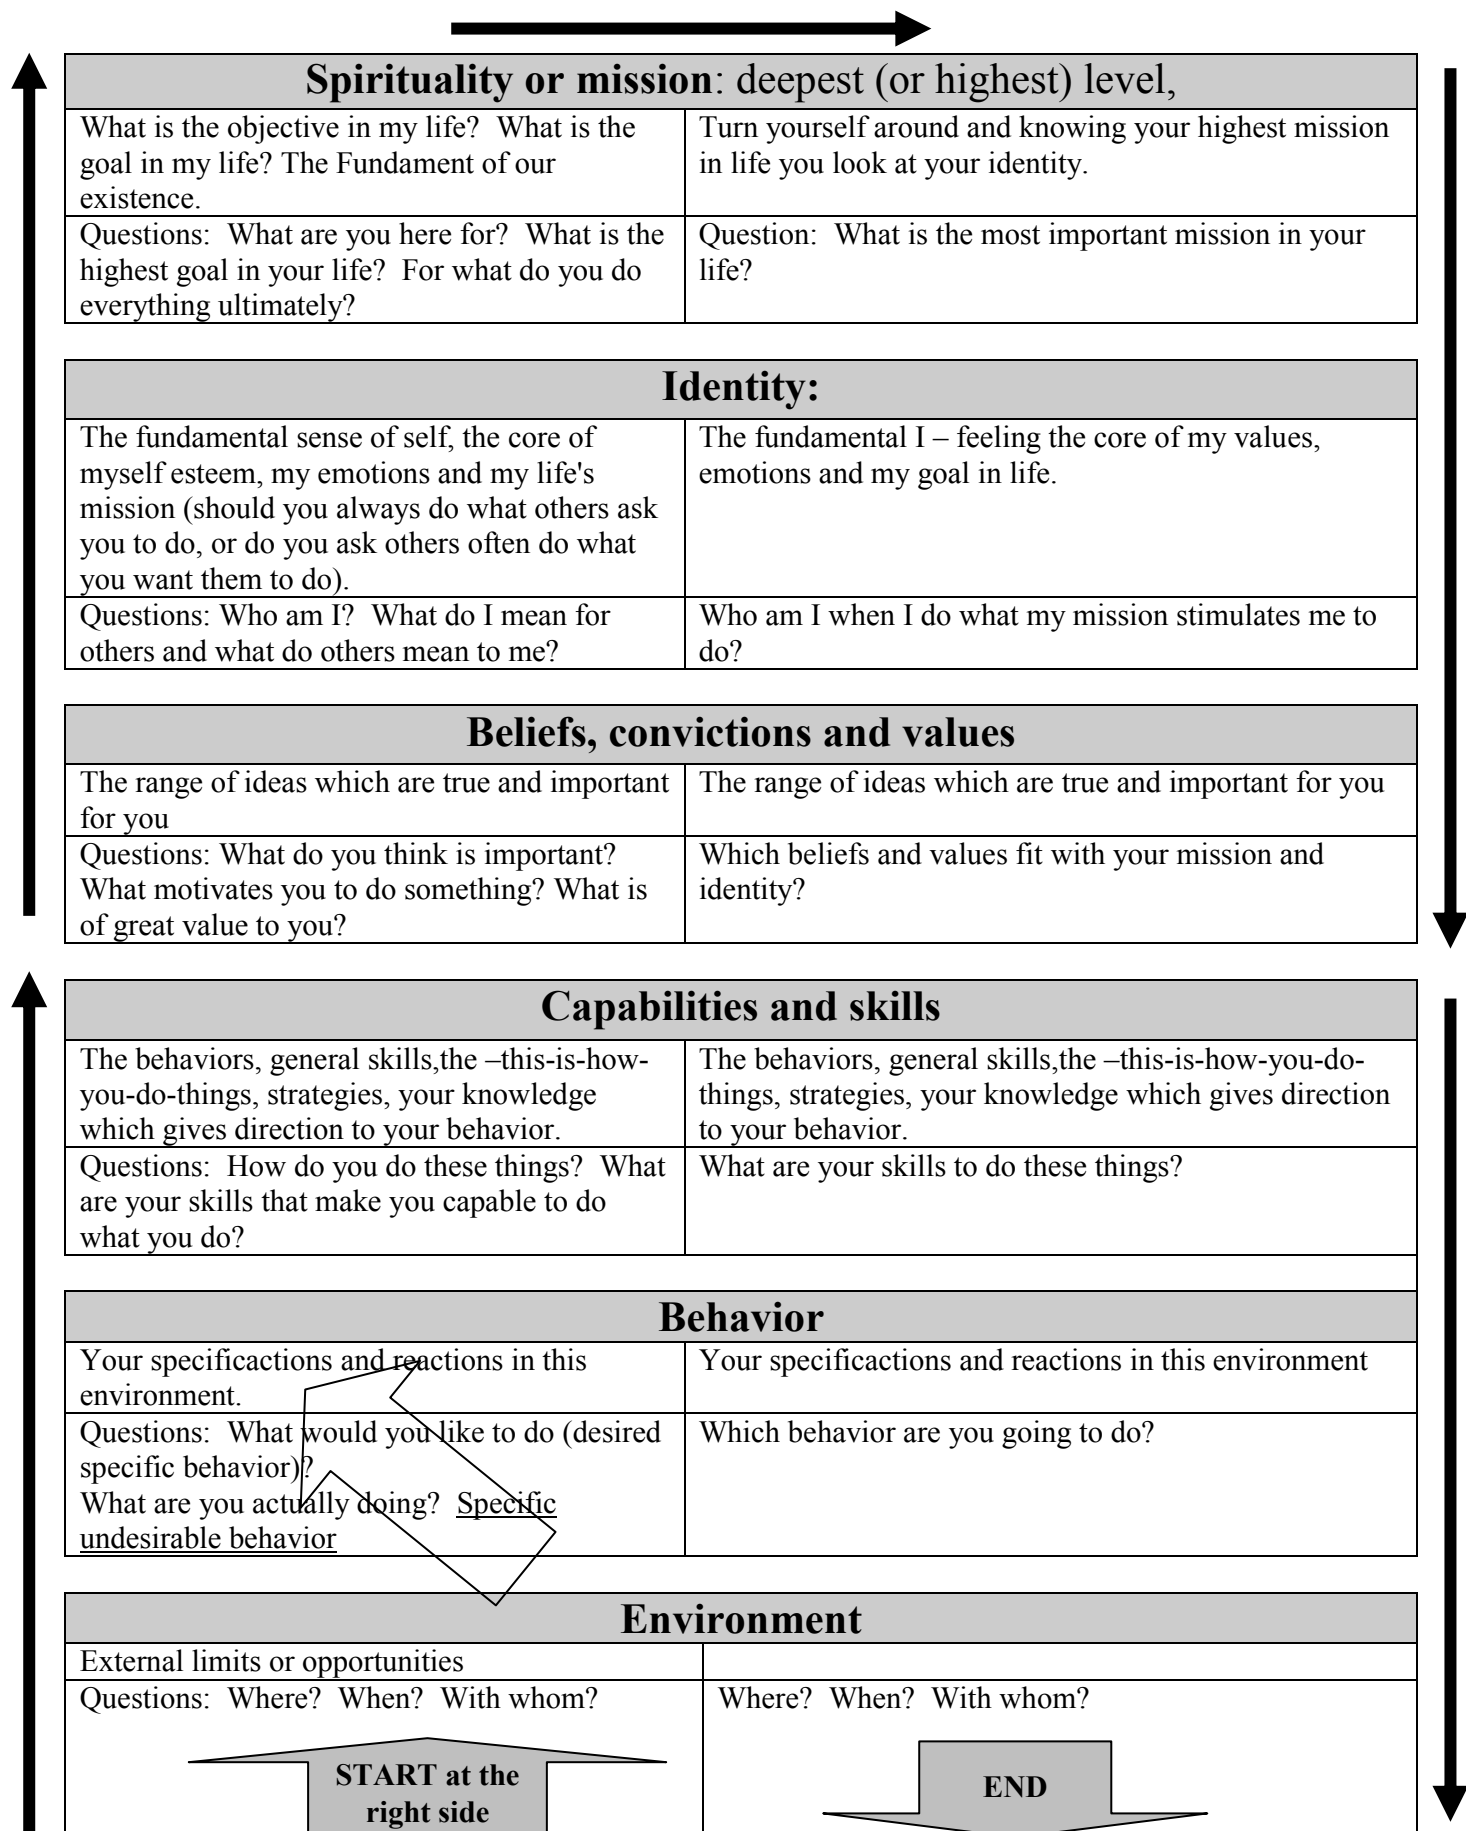 Spirituality or mission: deepest (or highest) level,
What is the objective in my life?  What is the
goal in my life? The Fundament of our
existence.
Turn yourself around and knowing your highest mission
in life you look at your identity.
Questions:  What are you here for?  What is the
highest goal in your life?  For what do you do
everything ultimately?
Question:  What is the most important mission in your
life?
Identity:
The fundamental sense of self, the core of
myself esteem, my emotions and my life's
mission (should you always do what others ask
you to do, or do you ask others often do what
you want them to do).
The fundamental I – feeling the core of my values,
emotions and my goal in life.
Questions: Who am I?  What do I mean for
others and what do others mean to me?
Who am I when I do what my mission stimulates me to
do?
Beliefs, convictions and values
The range of ideas which are true and important
for you
The range of ideas which are true and important for you
Questions: What do you think is important?
What motivates you to do something? What is
of great value to you?
Which beliefs and values fit with your mission and
identity?
Capabilities and skills
The behaviors, general skills,the –this-is-how-
you-do-things, strategies, your knowledge
which gives direction to your behavior.
The behaviors, general skills,the –this-is-how-you-do-
things, strategies, your knowledge which gives direction
to your behavior.
Questions:  How do you do these things?  What
are your skills that make you capable to do
what you do?
What are your skills to do these things?
Behavior
Your specificactions and reactions in this
environment.
Your specificactions and reactions in this environment
Questions:  What would you like to do (desired
specific behavior)?
What are you actually doing?  Specific
undesirable behavior
Which behavior are you going to do?
Environment
External limits or opportunities
Questions:  Where?  When?  With whom?
Where?  When?  With whom?
START at the
right side
END